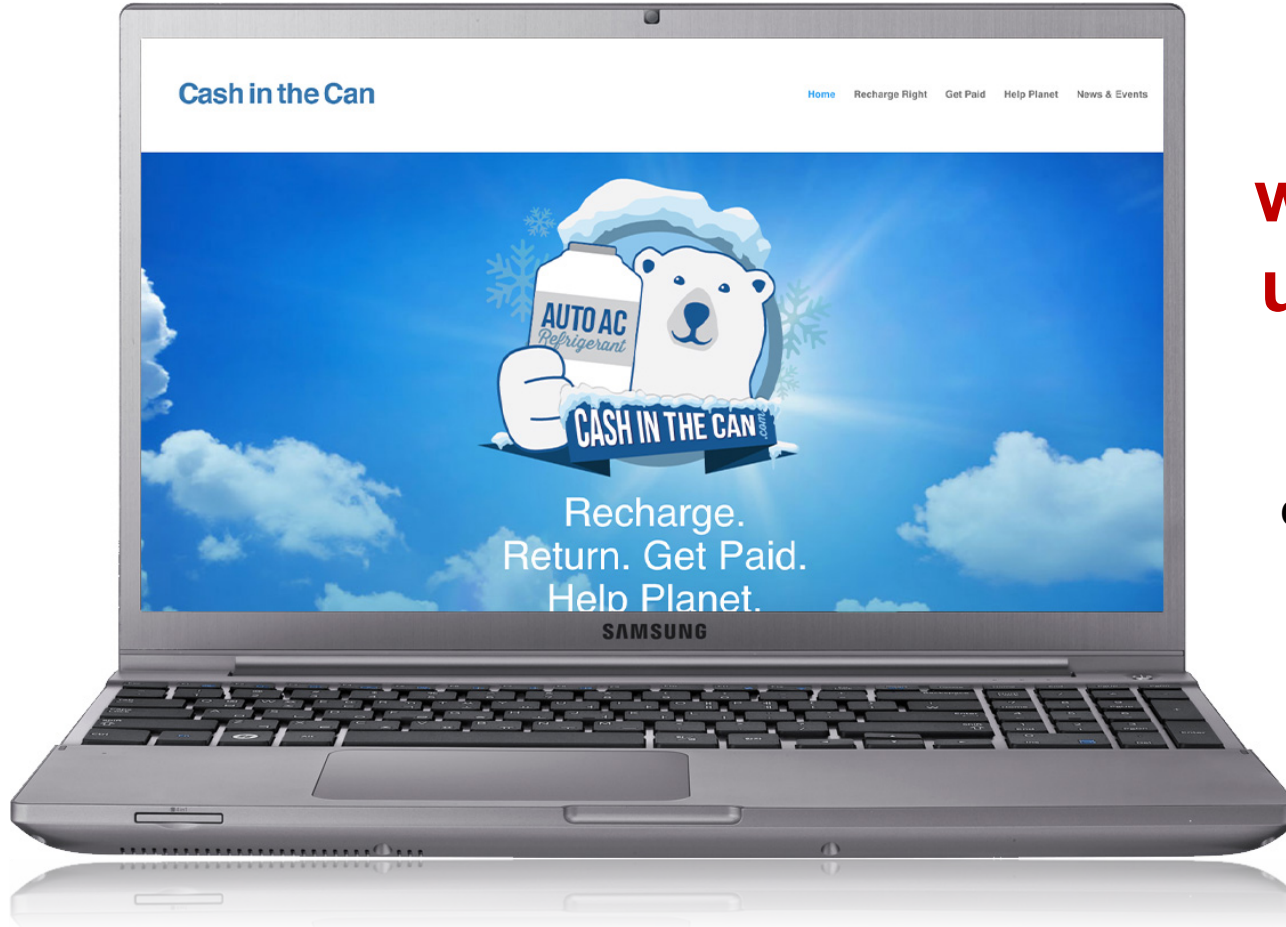 Cash in the Can
Home Recharge Right Get Paid Help Planet News & Events
AUTO AC
Refrigerant
CASH IN THE CAN .com
Recharge.
Return. Get Paid.
Help Planet.
SAMSUNG